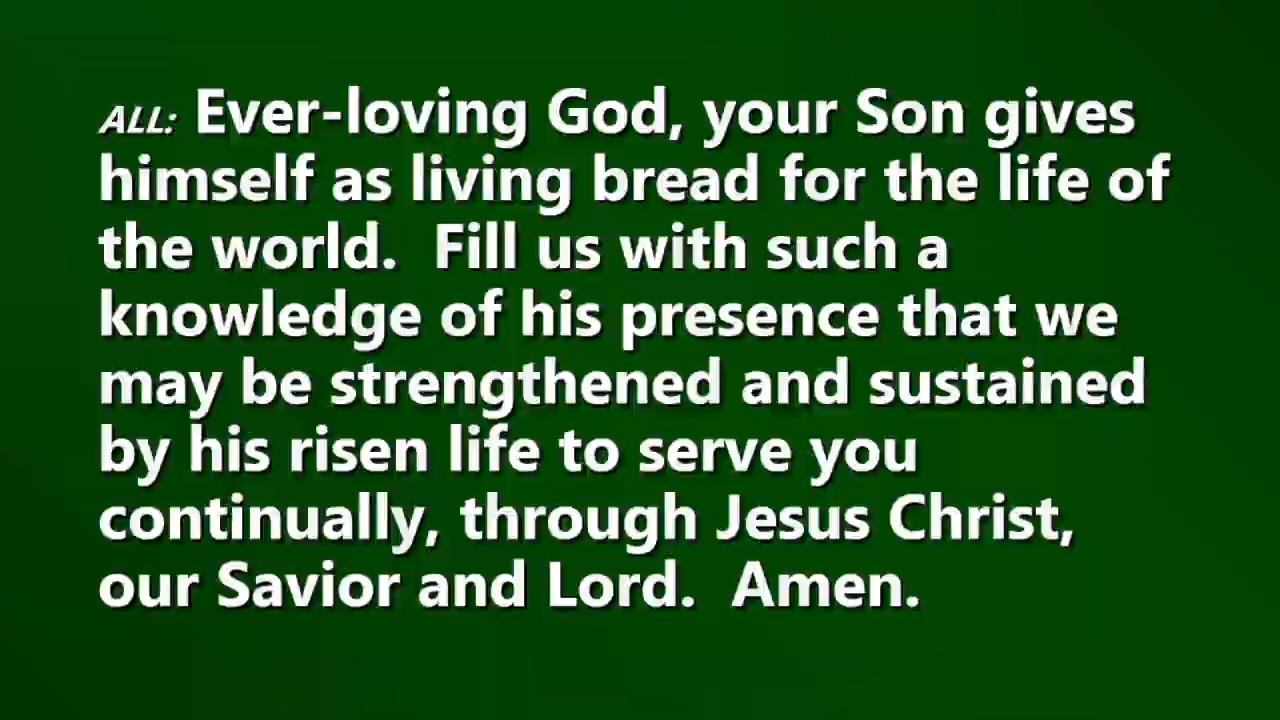 ALL: Ever-loving God, your Son gives
himself as living bread for the life of
the world.  Fill us with such a
knowledge of his presence that we
may be strengthened and sustained
by his risen life to serve you
continually, through Jesus Christ,
our Savior and Lord.  Amen.